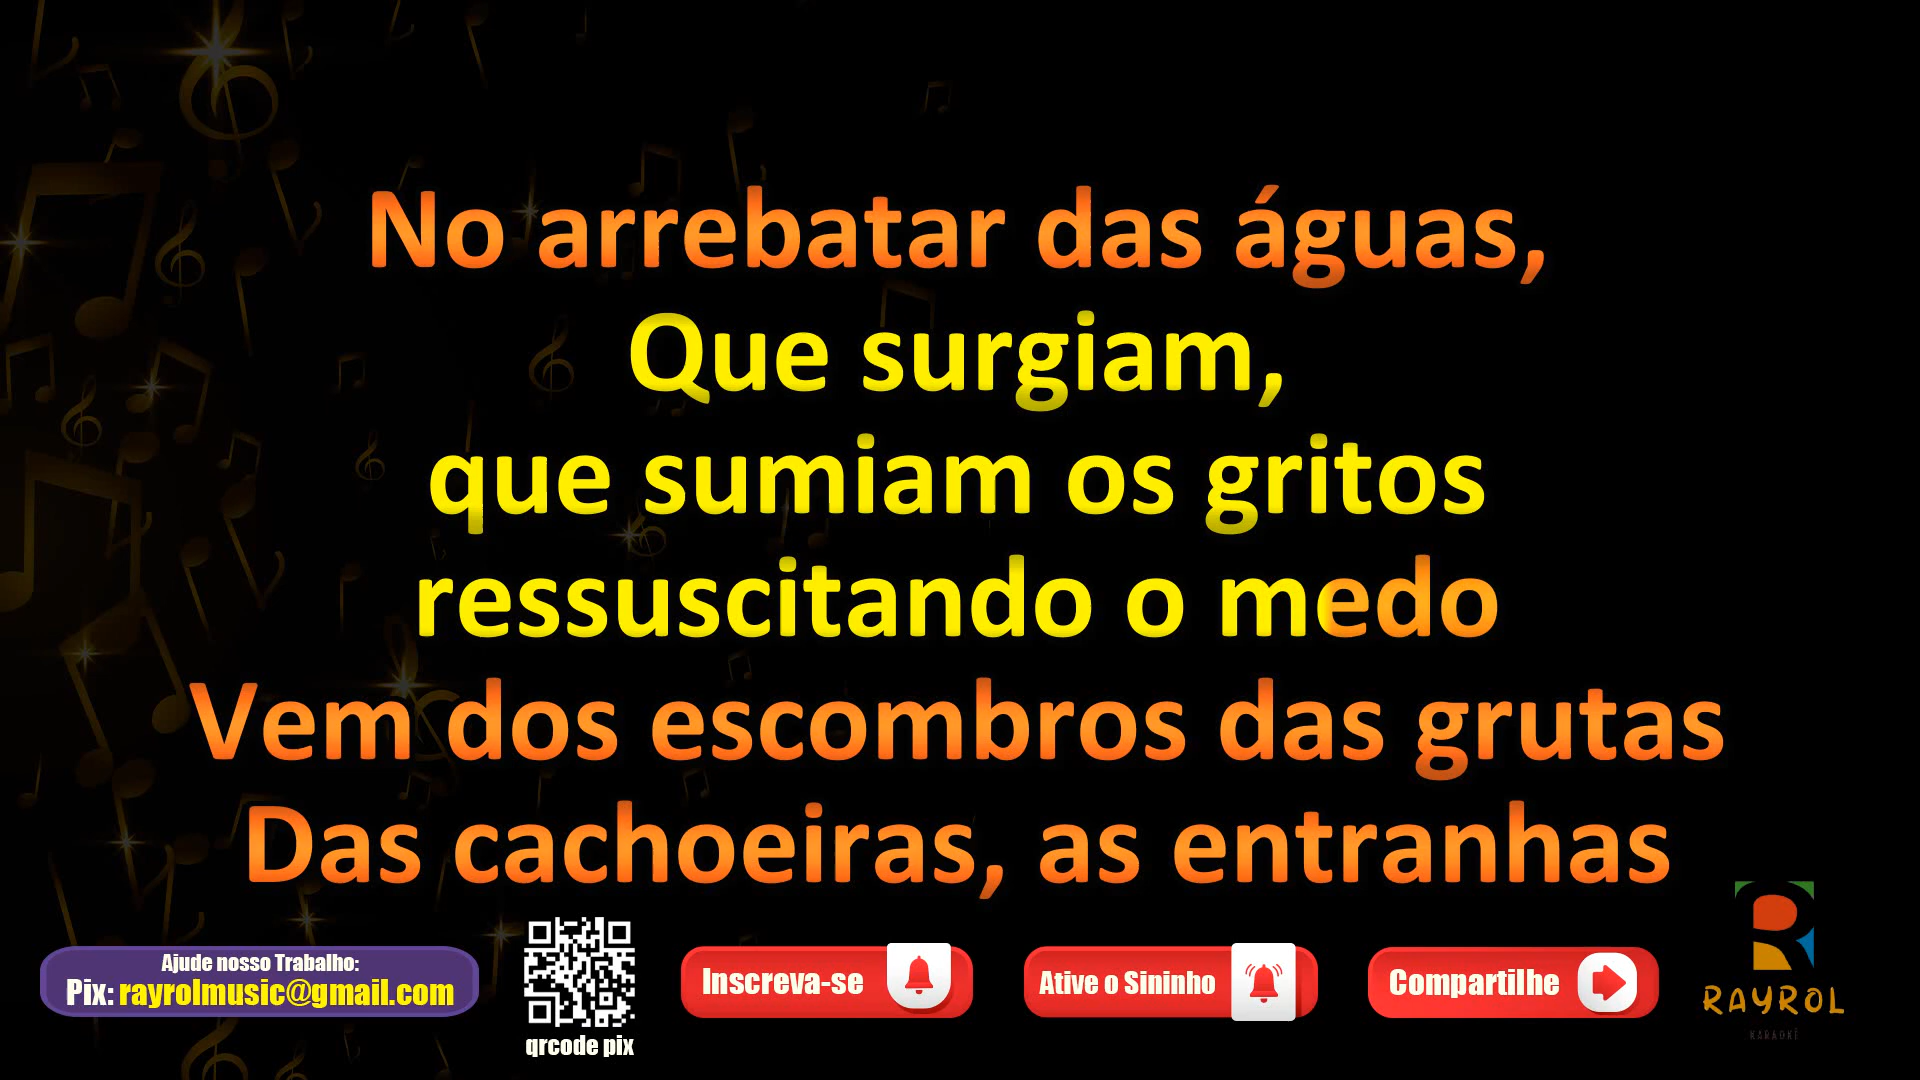 No arrebatar das águas,
Que surgiam,
que sumiam os gritos
ressuscitando o medo
Vem dos escombros das grutas
Das cachoeiras, as entranhas
Ajude nosso Trabalho:
Pix: rayrolmusic@gmail.com
qrcode pix
Inscreva-se
Ative o Sininho
Compartilhe
RAYROL
KARAOKÊ